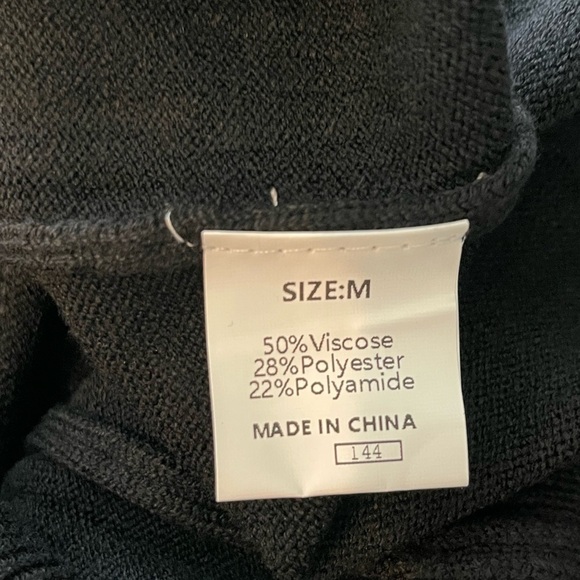 SIZE:M
50%Viscose
28%Polyester
22%Polyamide
MADE IN CHINA
144